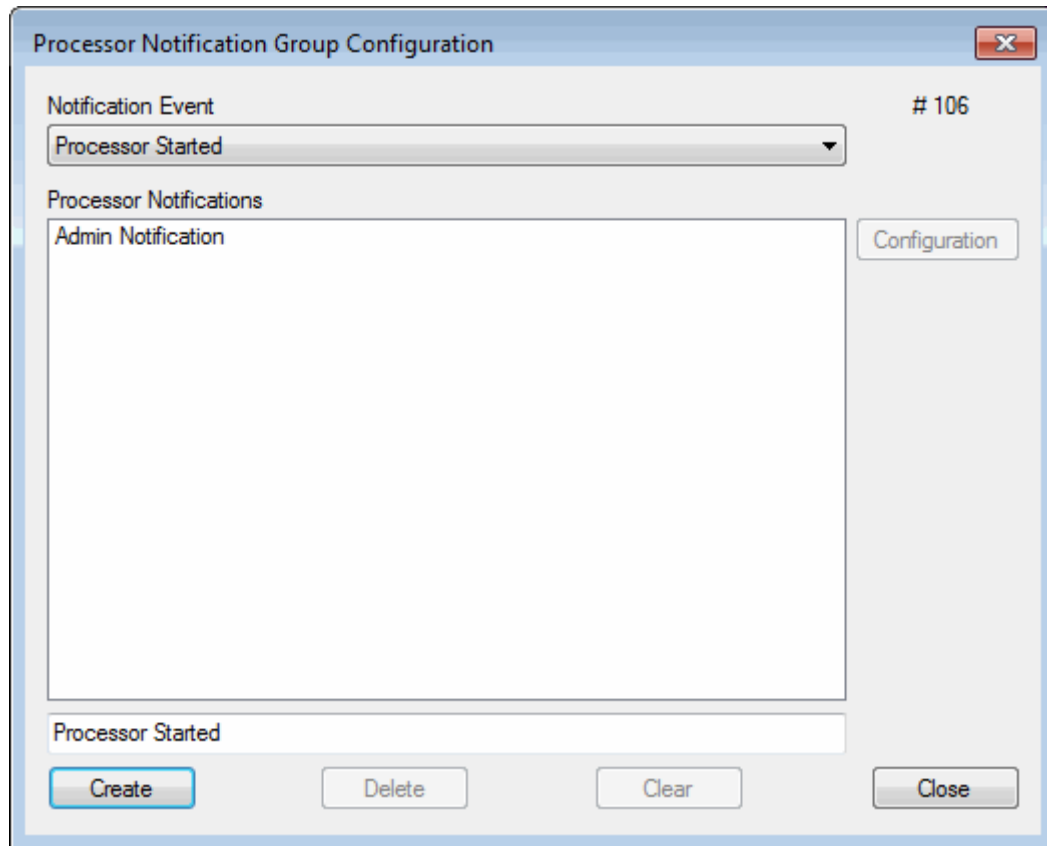 Processor Notification Group Configuration
Notification Event # 106
Processor Started
Processor Notifications
Admin Notification
Configuration
Processor Started
Create Delete Clear Close